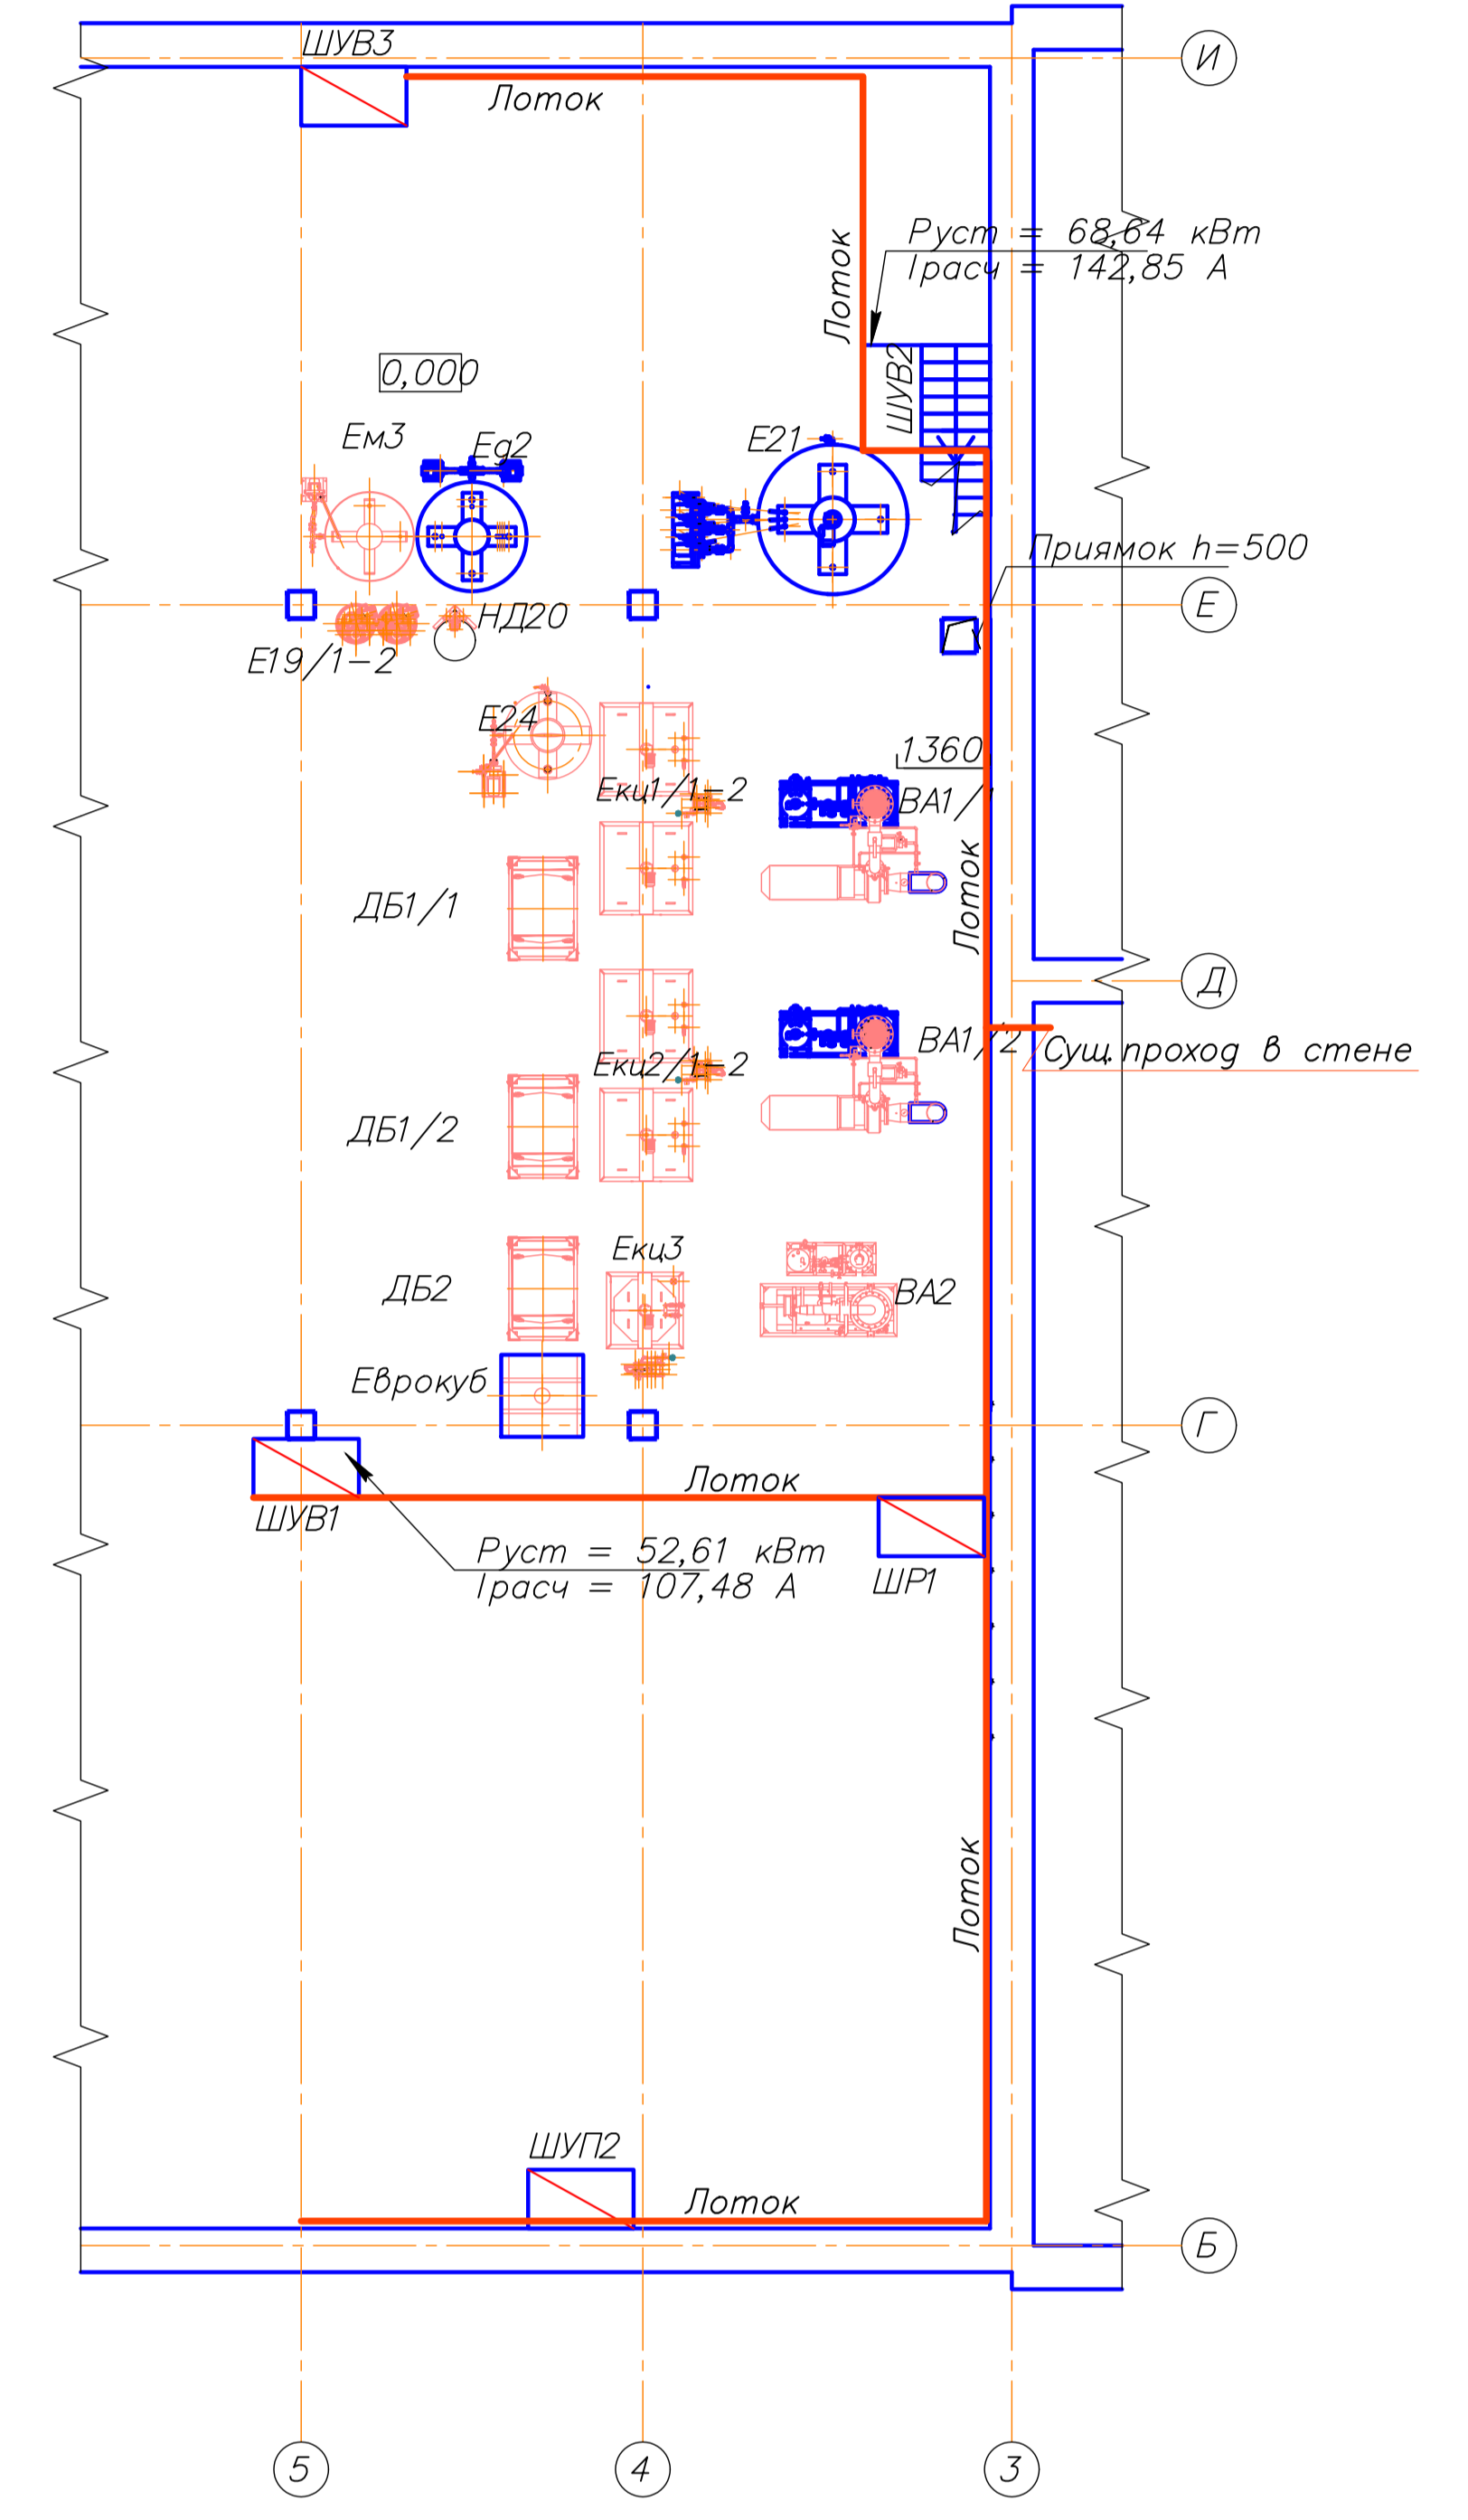 ШУВ3
И
Лоток
Руст = 68,64 кВт
Iрасч = 142,85 А
Лоток
ШУВ2
0,000
Ем3
Ед2
Е21
Приямок h=500
Е
НД20
Е19/1-2
Е24
1360
Екц1/1-2
ВА1/
Лоток
ДБ1/1
Д
ВА1/2
Сущ.проход в стене
Екц2/1-2
ДБ1/2
Екц3
ДБ2
ВА2
Еврокуб
Г
Лоток
ШУВ1
Руст = 52,61 кВт
Iрасч = 107,48 А
ШР1
Лоток
ШУП2
Лоток
Б
5
4
3